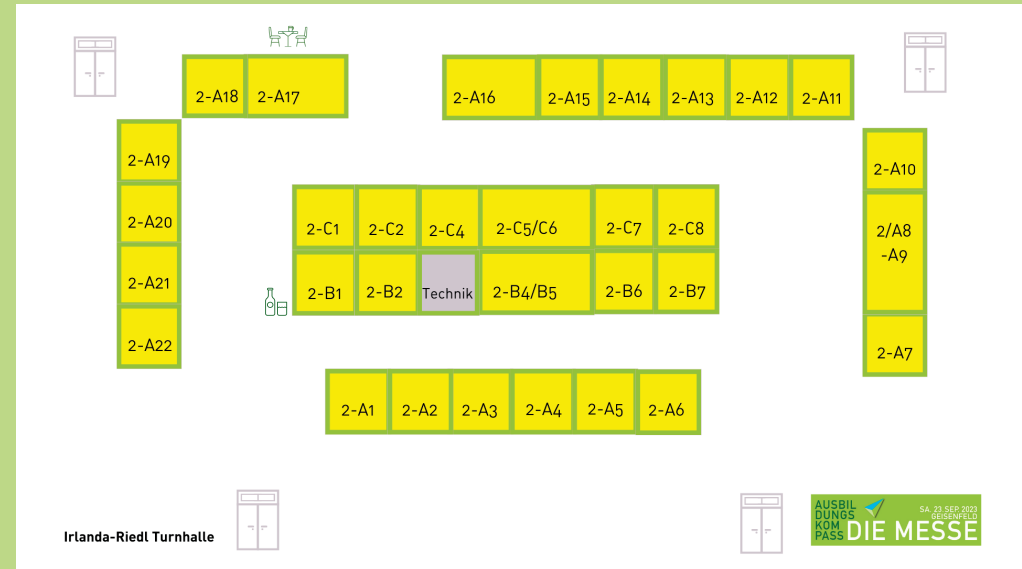 2-A18
2-A17
2-A16
2-A15
2-A14
2-A13
2-A12
2-A11
2-A19
2-A20
2-A21
2-A22
2-A10
2/A8
-A9
2-A7
2-C1
2-C2
2-C4
2-C5/C6
2-C7
2-C8
2-B1
2-B2
Technik
2-B4/B5
2-B6
2-B7
2-A1
2-A2
2-A3
2-A4
2-A5
2-A6
Irlanda-Riedl Turnhalle
AUSBIL
DUNGS
KOM
PASS
SA. 23 SEP. 2023
GEISENFELD
DIE MESSE